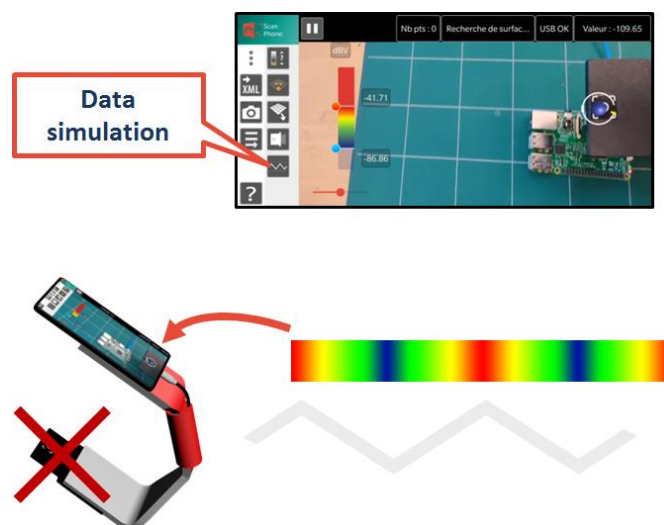 Scan
Phone
Nb pts : 0
Recherche de surfac...
USB OK
Valeur : -109.65
dBV
XML
-41.71
-86.86
?
Data
simulation